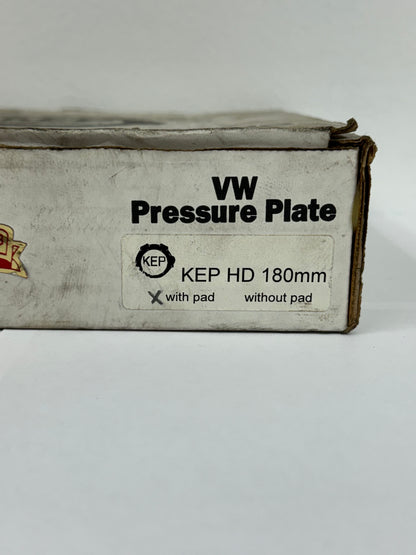 VW
Pressure Plate
KEP
KEP HD 180mm
X with pad without pad